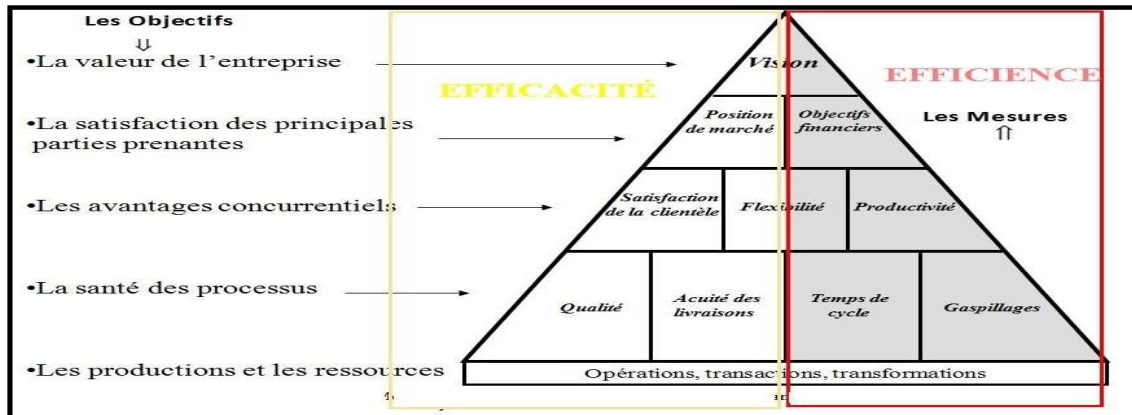 Les Objectifs
⇓
•La valeur de l'entreprise
Vision
EFFICACITÉ
EFFICIENCE
•La satisfaction des principales
parties prenantes
Position
de marché
Objectifs
financiers
Les Mesures
⇑
•Les avantages concurrentiels
Satisfaction
de la clientèle
Flexibilité
Productivité
•La santé des processus
Qualité
Acuité des
livraisons
Temps de
cycle
Gaspillages
•Les productions et les ressources
Opérations, transactions, transformations